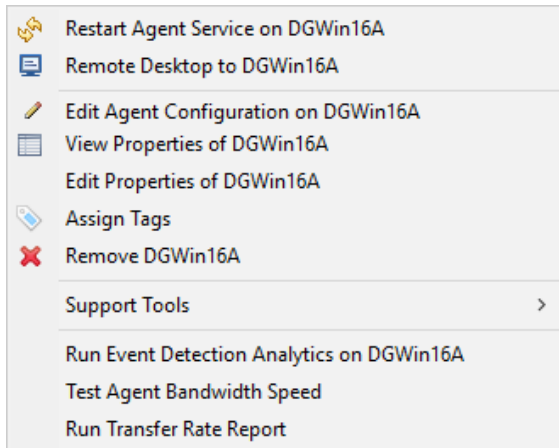 Restart Agent Service on DGWin16A
Remote Desktop to DGWin16A
Edit Agent Configuration on DGWin16A
View Properties of DGWin16A
Edit Properties of DGWin16A
Assign Tags
Remove DGWin16A
Support Tools
Run Event Detection Analytics on DGWin16A
Test Agent Bandwidth Speed
Run Transfer Rate Report